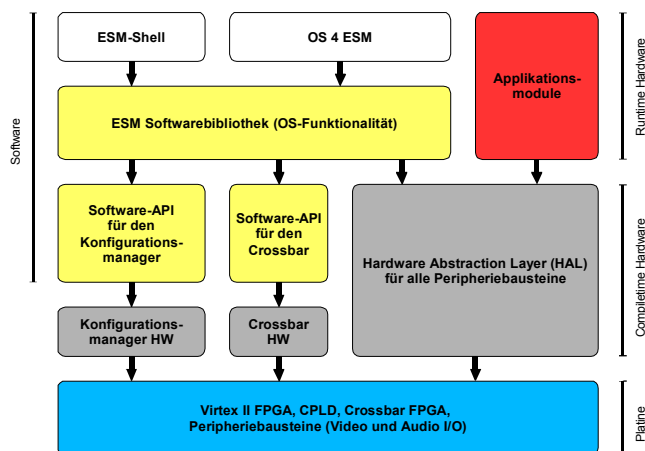 ESM-Shell
OS 4 ESM
Applikations-
module
ESM Softwarebibliothek (OS-Funktionalität)
Software-API
für den
Konfigurations-
manager
Software-API
für den
Crossbar
Hardware Abstraction Layer (HAL)
für alle Peripheriebausteine
Konfigurations-
manager HW
Crossbar
HW
Virtex II FPGA, CPLD, Crossbar FPGA,
Peripheriebausteine (Video und Audio I/O)
Software
Runtime Hardware
Compiletime Hardware
Platine